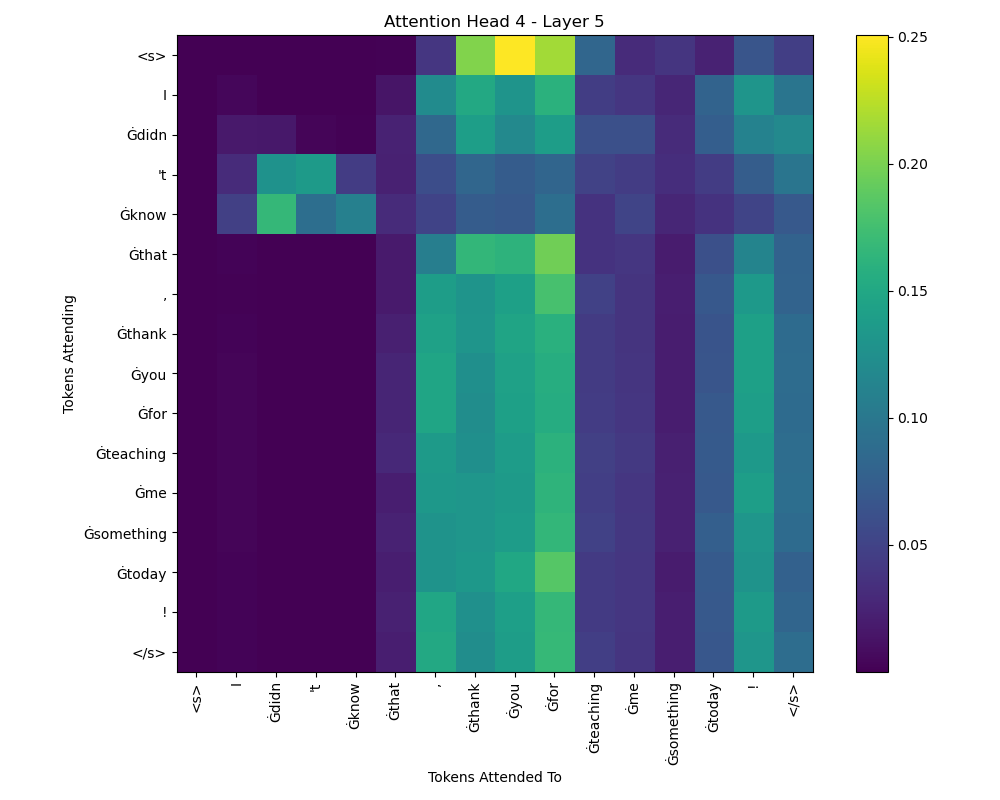 Attention Head 4 - Layer 5
<s>
I
Ġdidn
't
Ġknow
Ġthat
,
Ġthank
Ġyou
Ġfor
Ġteaching
Ġme
Ġsomething
Ġtoday
!
</s>
Tokens Attending
<s>
I
Ġdidn
't
Ġknow
Ġthat
,
Ġthank
Ġyou
Ġfor
Ġteaching
Ġme
Ġsomething
Ġtoday
!
</s>
Tokens Attended To
0.25
0.20
0.15
0.10
0.05